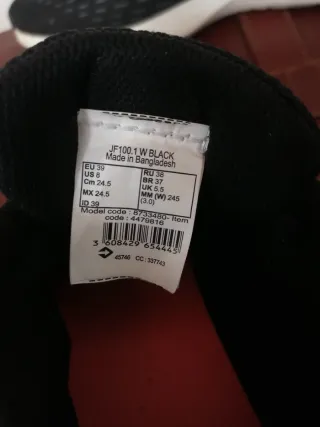 JF100.1 W BLACK
Made in Bangladesh
EU 39 RU 38
US 8 BR 37
Cm 24.5 UK 5.5
MX 24.5 MM (W) 245
ID 39 (3.0)
Model code : 8733480- Item
code : 4479816
3 608429 654445
45746 CC : 337743